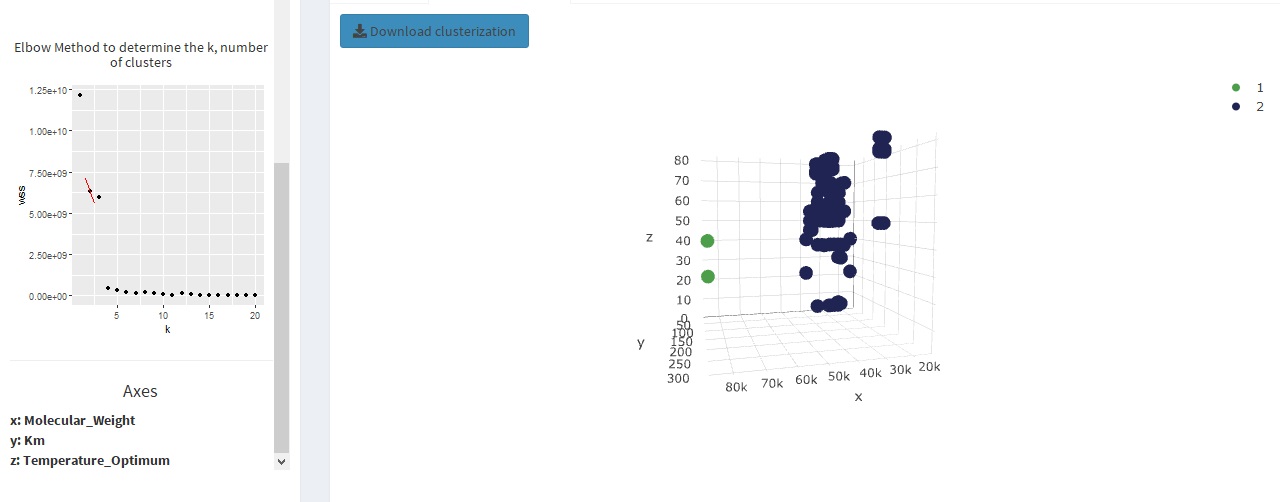 Elbow Method to determine the k, number
of clusters
1.25e+10
1.00e+10
7.50e+09
5.00e+09
2.50e+09
0.00e+00
wss
5 10 15 20
k
Axes
x: Molecular_Weight
y: Km
z: Temperature_Optimum
Download clusterization
1
2
80
70
60
50
z
40
30
20
10
0
50
100
y
150
200
250
300
80k 70k 60k 50k 40k 30k 20k
x